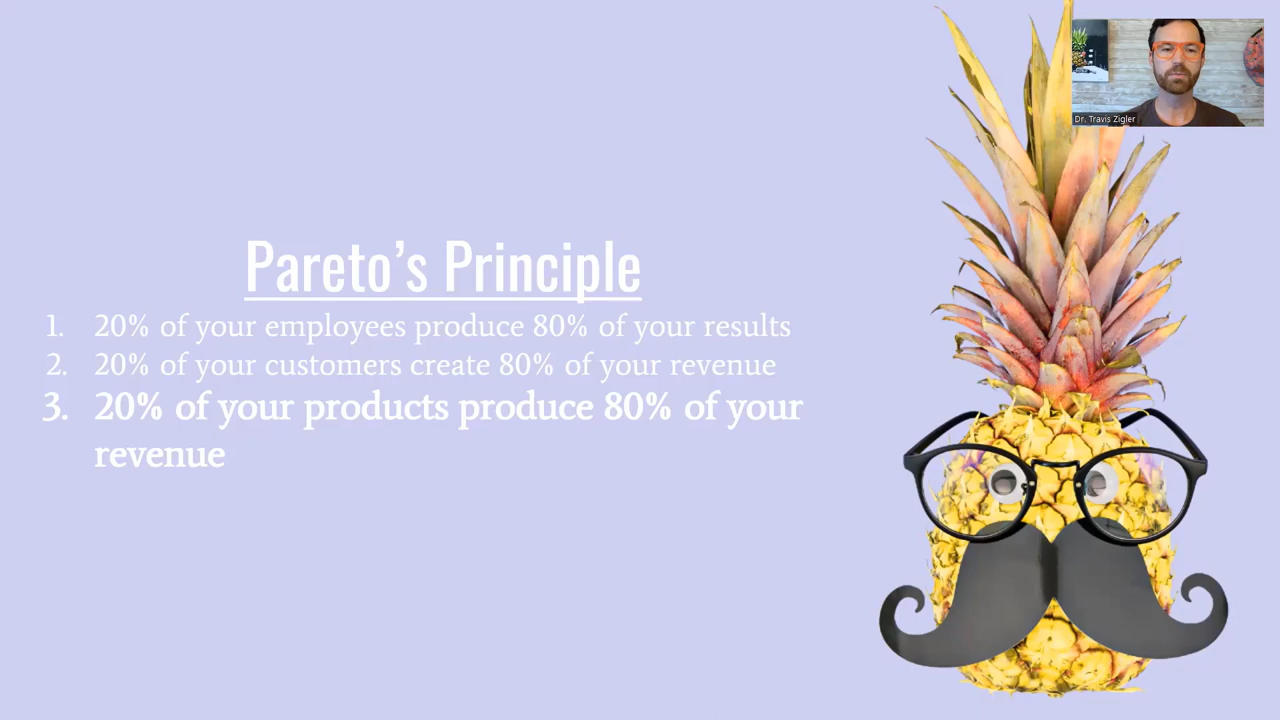 Dr. Travis Zigler
Pareto’s Principle
1. 20% of your employees produce 80% of your results
2. 20% of your customers create 80% of your revenue
3. 20% of your products produce 80% of your
revenue